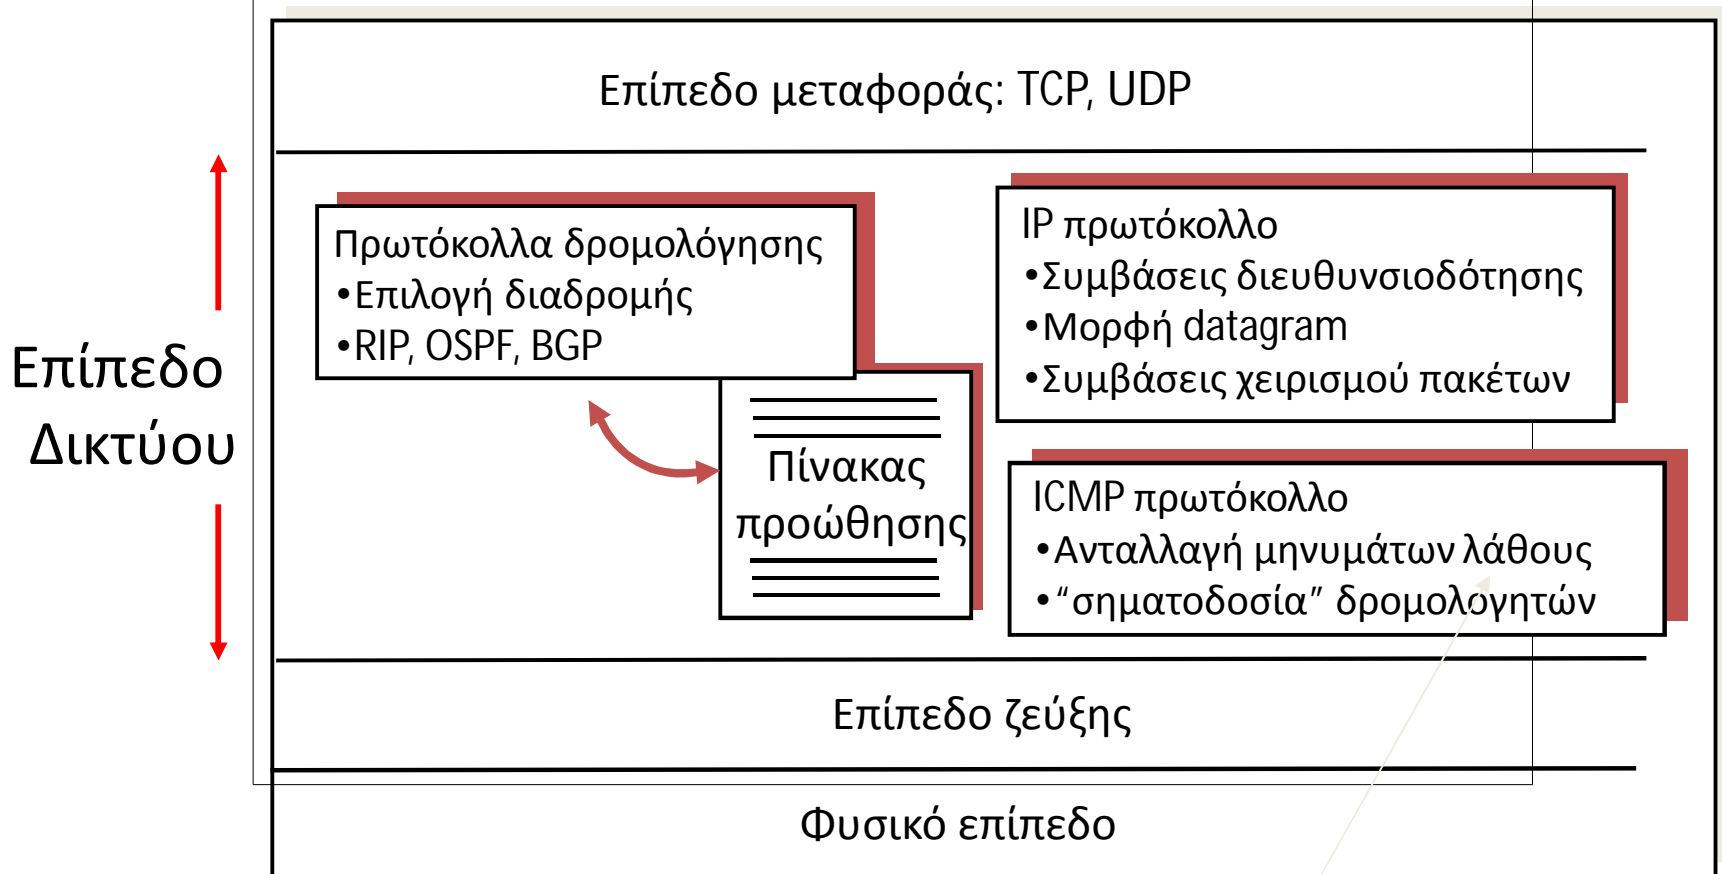 Επίπεδο μεταφοράς: TCP, UDP
Επίπεδο
Δικτύου
Πρωτόκολλα δρομολόγησης
•Επιλογή διαδρομής
•RIP, OSPF, BGP
Πίνακας
προώθησης
IP πρωτόκολλο
•Συμβάσεις διευθυνσιοδότησης
•Μορφή datagram
•Συμβάσεις χειρισμού πακέτων
ICMP πρωτόκολλο
•Ανταλλαγή μηνυμάτων λάθους
•“σηματοδοσία” δρομολογητών
Επίπεδο ζεύξης
Φυσικό επίπεδο